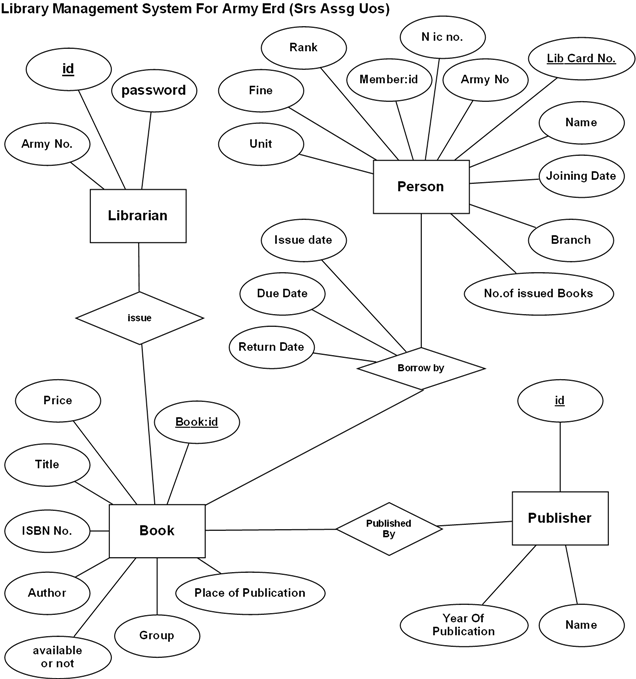 Library Management System For Army Erd (Srs Assg Uos)
id
password
Army No.
Librarian
issue
Rank
N ic no.
Fine
Member:id
Army No
Lib Card No.
Unit
Name
Person
Joining Date
Branch
No.of issued Books
Issue date
Due Date
Return Date
Borrow by
Price
Book:id
Title
ISBN No.
Book
Author
Place of Publication
available
or not
Group
Published
By
id
Publisher
Year Of
Publication
Name